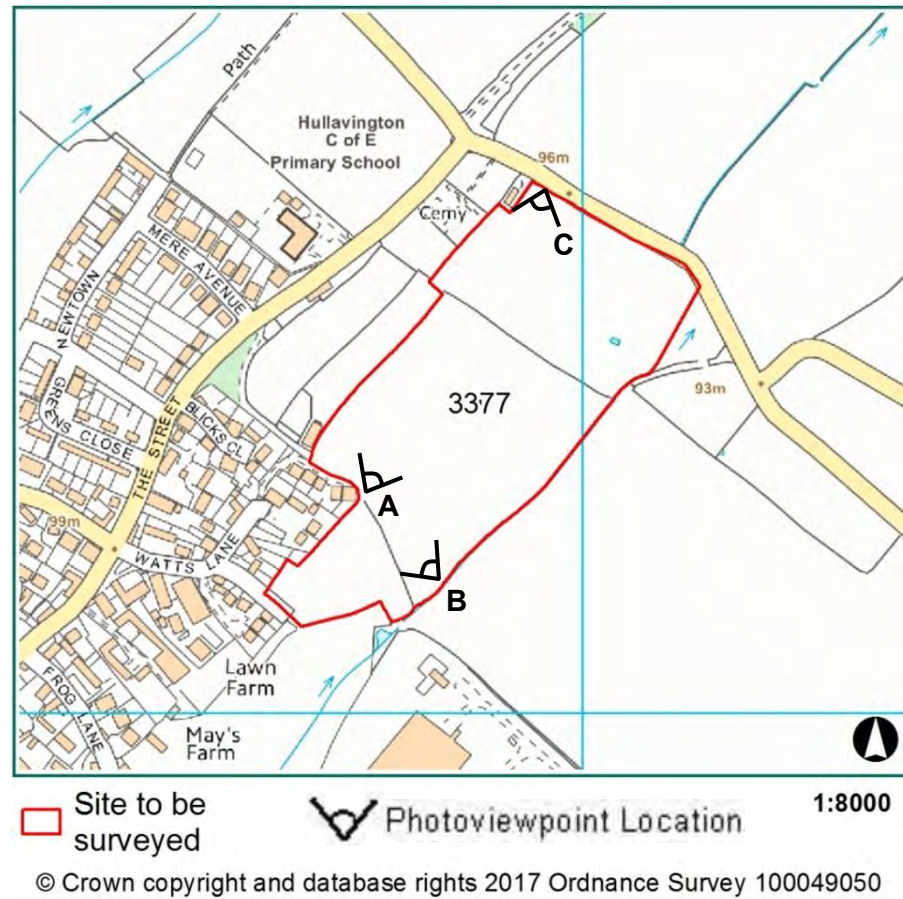 Path
Hullavington
C of E
Primary School
96m
Cemy
C
MERE AVENUE
NEWTOWN
93m
3377
GREENS CLOSE
BLICKS CL
THE STREET
A
99m
WATTS LANE
B
Lawn
Farm
FROG LANE
May's
Farm
Site to be
surveyed
Photoviewpoint Location
1:8000
© Crown copyright and database rights 2017 Ordnance Survey 100049050